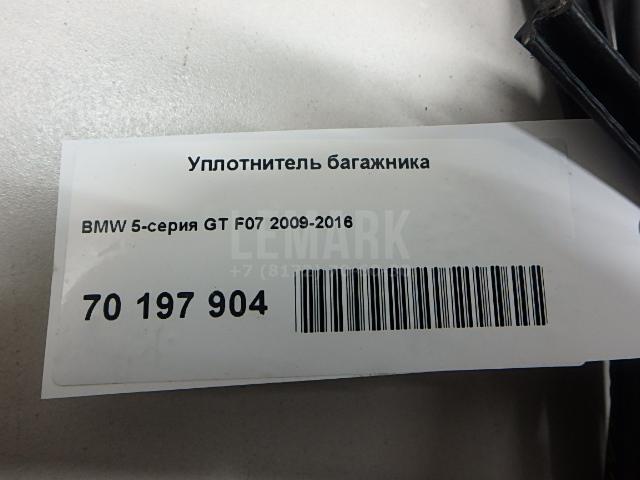 Уплотнитель багажника
BMW 5-серия GT F07 2009-2016
LEMARK
70 197 904